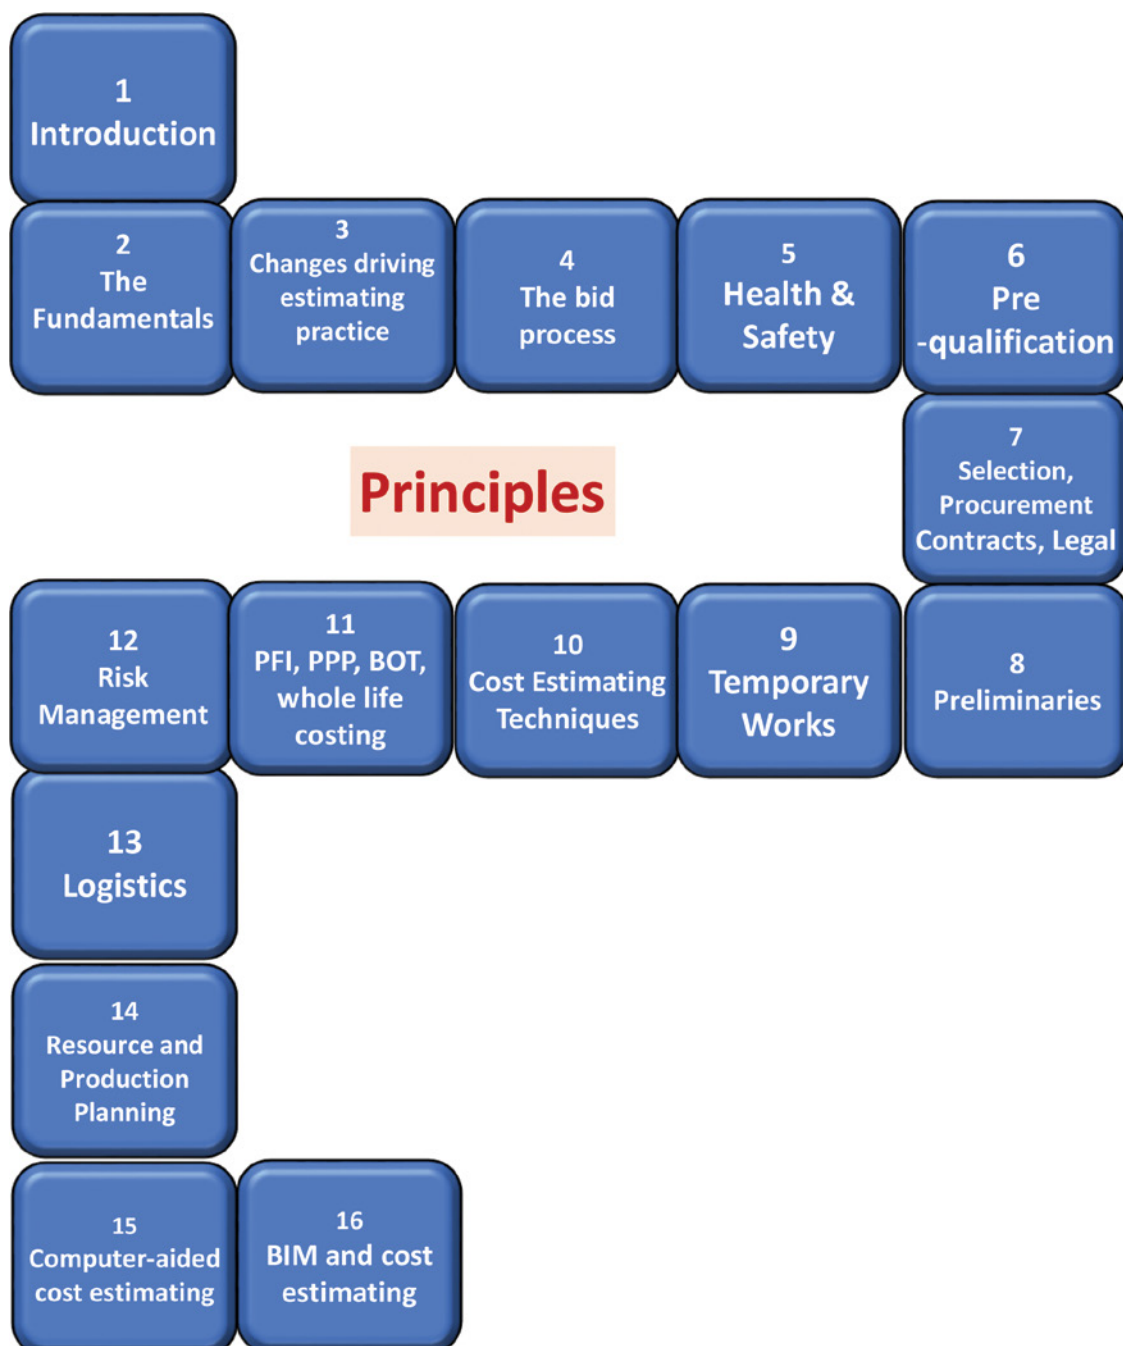 1
Introduction
2
The
Fundamentals
3
Changes driving
estimating
practice
4
The bid
process
5
Health &
Safety
6
Pre
-qualification
Principles
7
Selection,
Procurement
Contracts, Legal
8
Preliminaries
9
Temporary
Works
10
Cost Estimating
Techniques
11
PFI, PPP, BOT,
whole life
costing
12
Risk
Management
13
Logistics
14
Resource and
Production
Planning
15
Computer-aided
cost estimating
16
BIM and cost
estimating